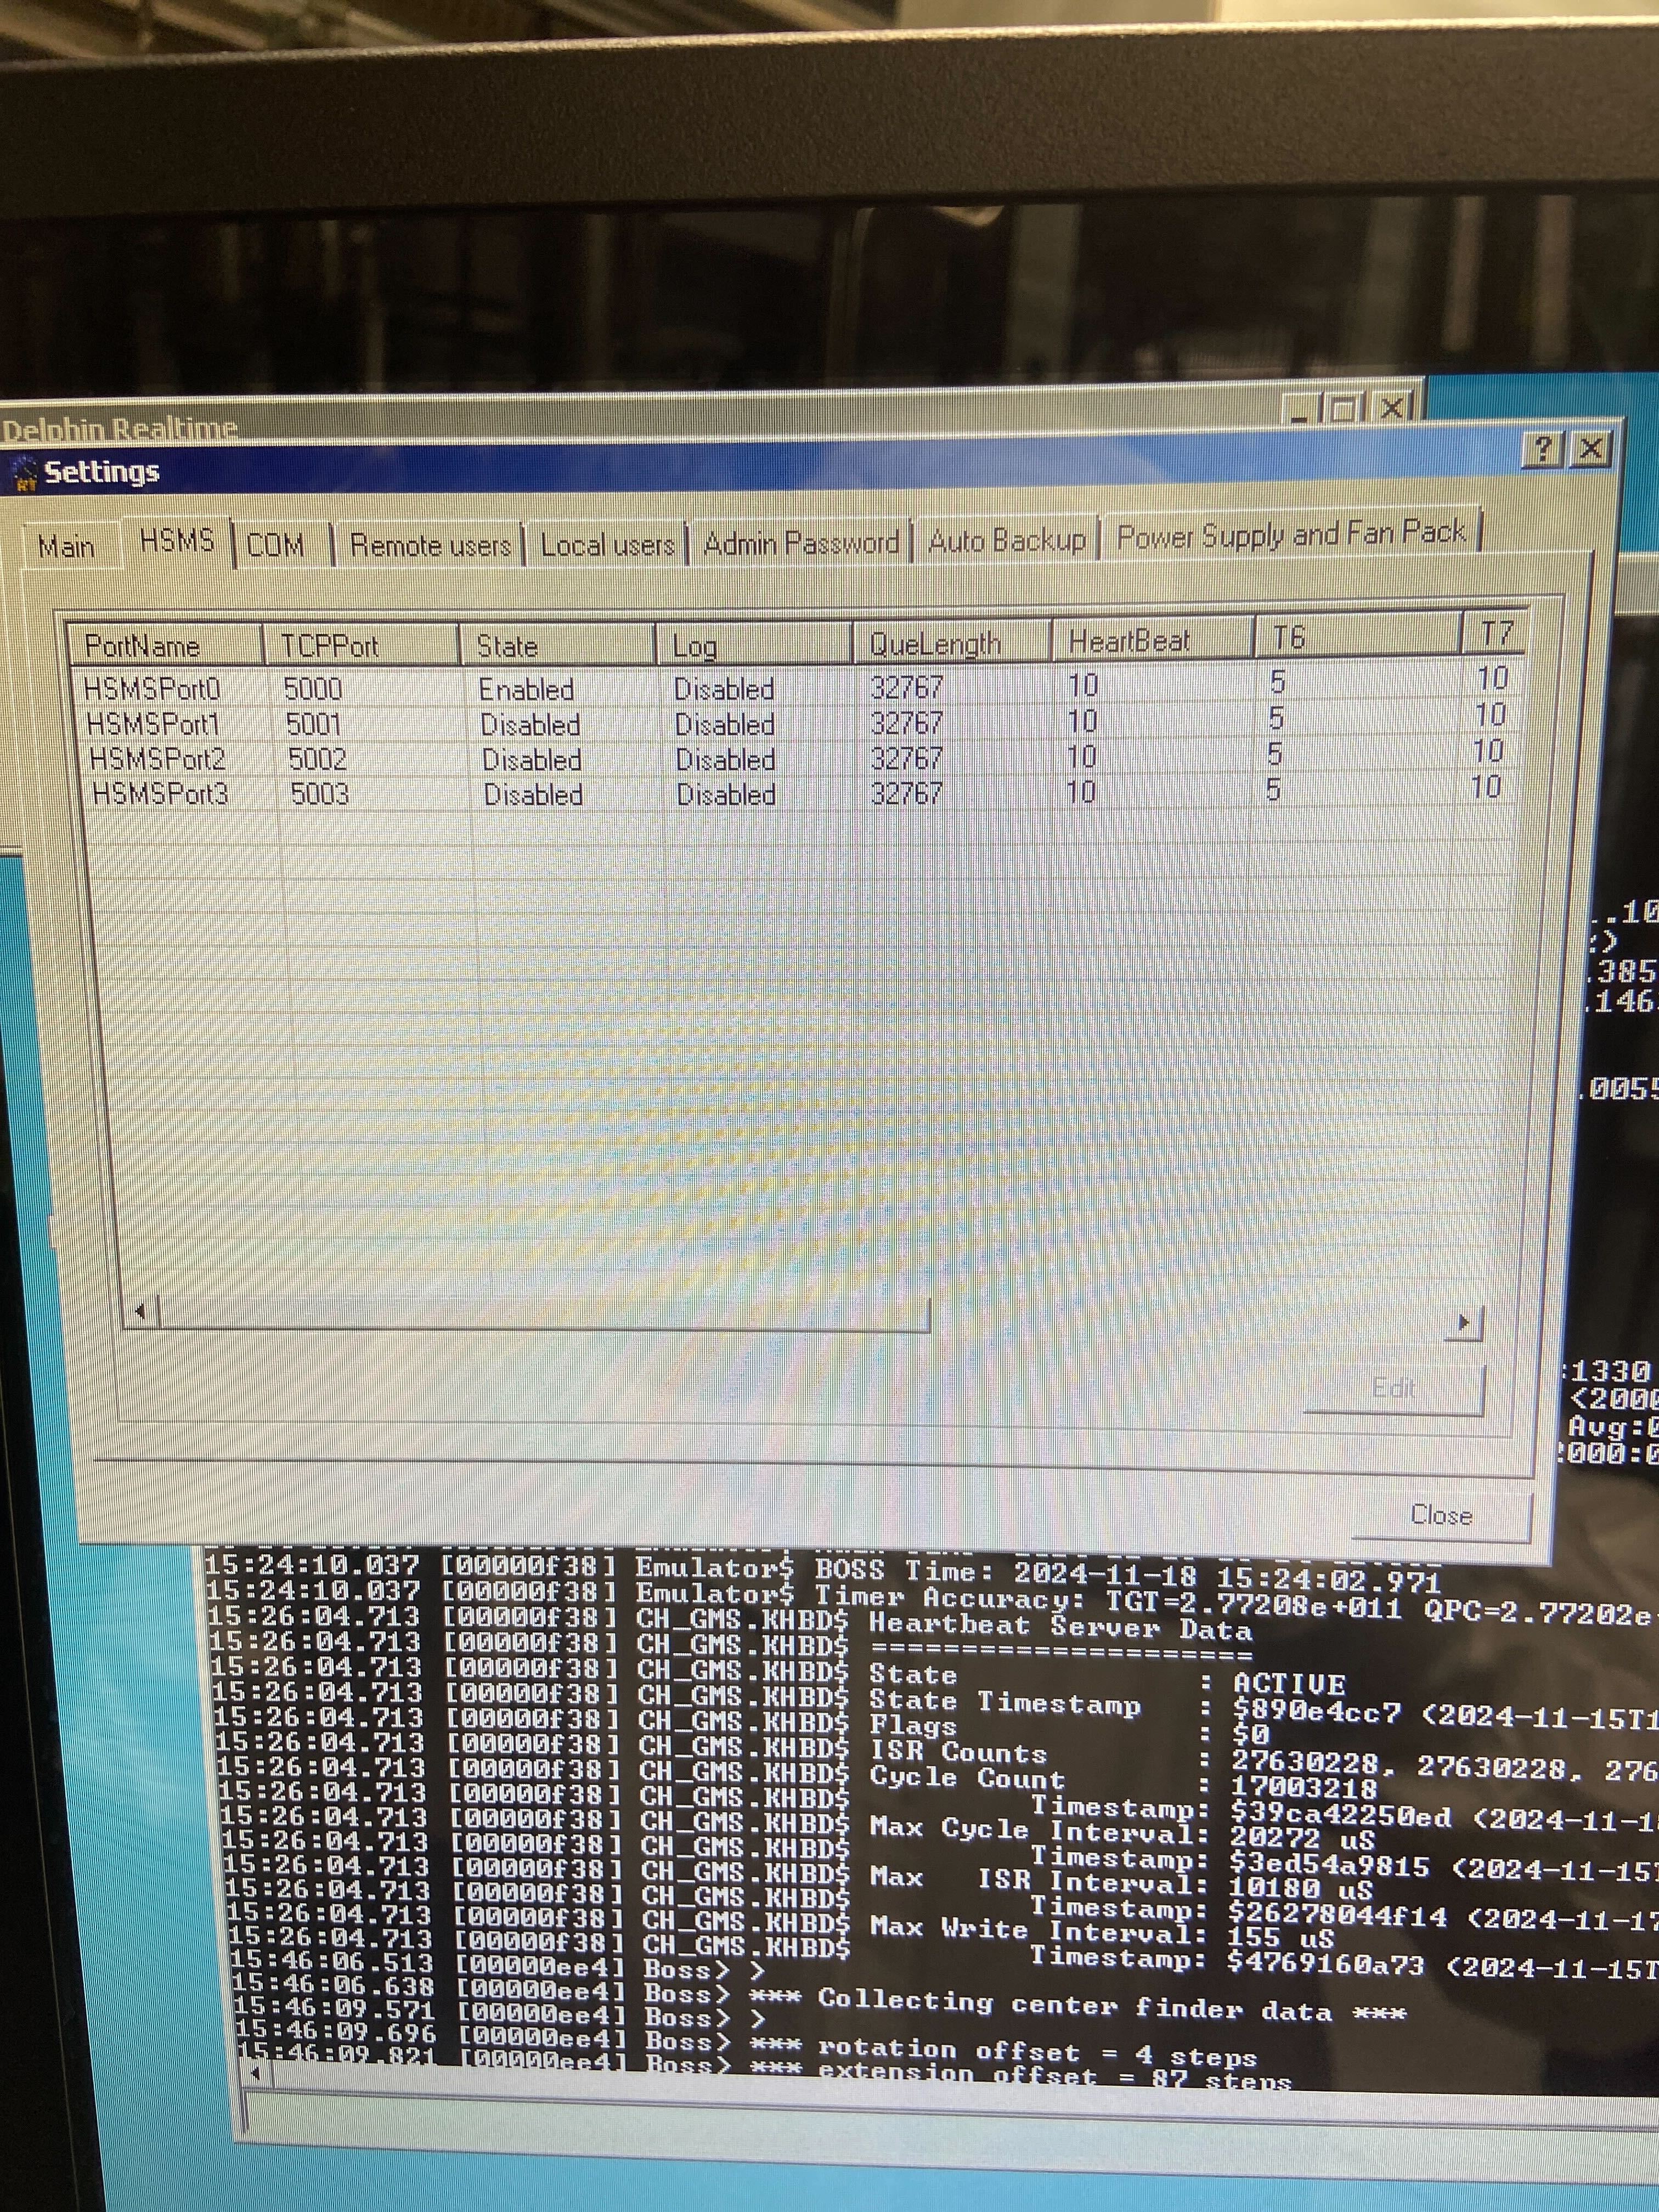 Delphin Realtime
Settings
Main HSMS COM Remote users Local users Admin Password Auto Backup Power Supply and Fan Pack
PortName TCPPort State Log QueLength HeartBeat T6 T7
HSMSPort0 5000 Enabled Disabled 32767 10 5 10
HSMSPort1 5001 Disabled Disabled 32767 10 5 10
HSMSPort2 5002 Disabled Disabled 32767 10 5 10
HSMSPort3 5003 Disabled Disabled 32767 10 5 10
..10
:>
.385
.146
.0055
:1330
<2000
Avg:0
:000:0
Edit
Close
15:24:10.037 [00000f38] Emulator$ BOSS Time: 2024-11-18 15:24:02.971
15:24:10.037 [00000f38] Emulator$ Timer Accuracy: TGT=2.77208e+011 QPC=2.77202e
15:26:04.713 [00000f38] CH_GMS.KHBD$ Heartbeat Server Data
15:26:04.713 [00000f38] CH_GMS.KHBD$ =====================
15:26:04.713 [00000f38] CH_GMS.KHBD$ State : ACTIVE
15:26:04.713 [00000f38] CH_GMS.KHBD$ State Timestamp : $890e4cc7 (2024-11-15T1
15:26:04.713 [00000f38] CH_GMS.KHBD$ Flags : $0
15:26:04.713 [00000f38] CH_GMS.KHBD$ ISR Counts : 27630228, 27630228, 276
15:26:04.713 [00000f38] CH_GMS.KHBD$ Cycle Count : 17003218
15:26:04.713 [00000f38] CH_GMS.KHBD$ Timestamp: $39ca42250ed (2024-11-18
15:26:04.713 [00000f38] CH_GMS.KHBD$ Max Cycle Interval: 20272 uS
15:26:04.713 [00000f38] CH_GMS.KHBD$ Timestamp: $3ed54a9815 (2024-11-15T
15:26:04.713 [00000f38] CH_GMS.KHBD$ Max ISR Interval: 10180 uS
15:26:04.713 [00000f38] CH_GMS.KHBD$ Timestamp: $26278044f14 (2024-11-17
15:26:04.713 [00000f38] CH_GMS.KHBD$ Max Write Interval: 155 uS
15:26:04.713 [00000f38] CH_GMS.KHBD$ Timestamp: $4769160a73 (2024-11-15T
15:46:06.513 [00000ee4] Boss> >
15:46:06.638 [00000ee4] Boss> *** Collecting center finder data ***
15:46:09.571 [00000ee4] Boss> >
15:46:09.696 [00000ee4] Boss> *** rotation offset = 4 steps
15:46:09.821 [00000ee4] Boss> *** extension offset = 87 steps